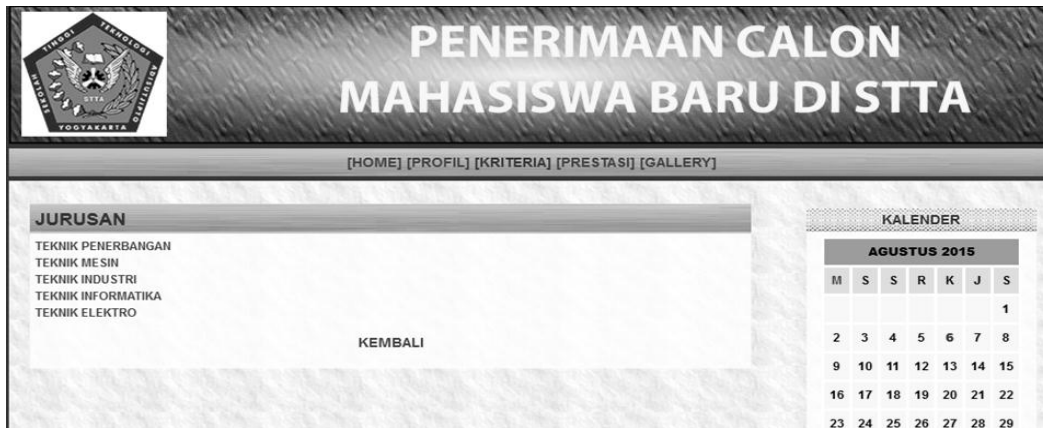 SEKOLAH TINGGI TEKNOLOGI ADISUTJIPTO
STTA
YOGYAKARTA
PENERIMAAN CALON
MAHASISWA BARU DI STTA
[HOME] [PROFIL] [KRITERIA] [PRESTASI] [GALLERY]
JURUSAN
TEKNIK PENERBANGAN
TEKNIK MESIN
TEKNIK INDUSTRI
TEKNIK INFORMATIKA
TEKNIK ELEKTRO
KEMBALI
KALENDER
AGUSTUS 2015
M S S R K J S
1
2 3 4 5 6 7 8
9 10 11 12 13 14 15
16 17 18 19 20 21 22
23 24 25 26 27 28 29